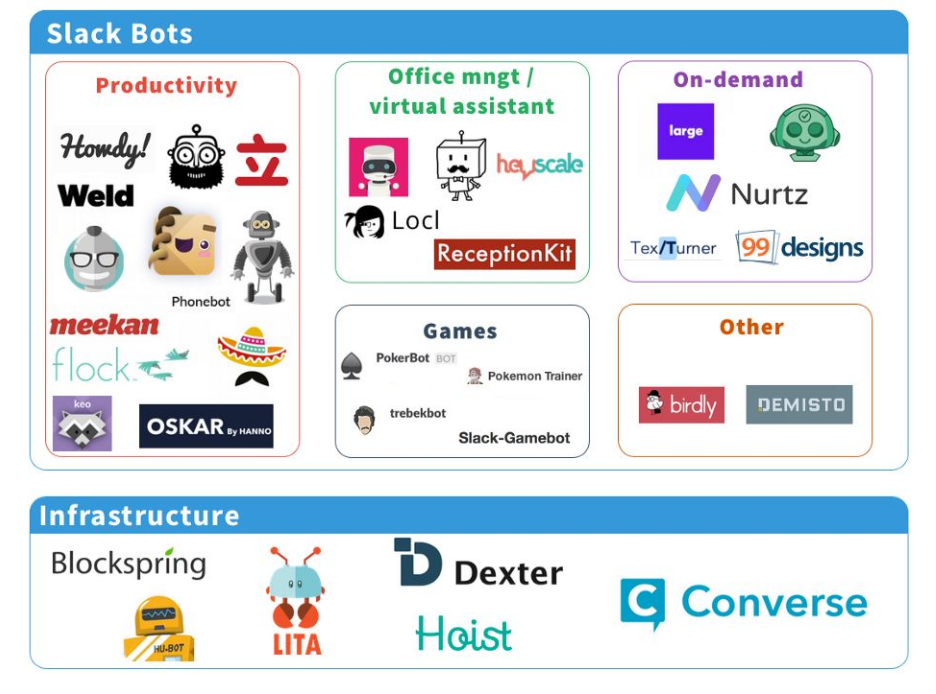 Slack Bots
Productivity
Howdy!
立
Weld
Phonebot
meekan
flock
keo
OSKAR By HANNO
Office mngt /
virtual assistant
heyscale
Locl
ReceptionKit
On-demand
large
Nurtz
Tex/Turner
99designs
Games
PokerBot BOT
Pokemon Trainer
trebekbot
Slack-Gamebot
Other
birdly
DEMISTO
Infrastructure
Blockspring
HU-BOT
LITA
Dexter
Hoist
C Converse